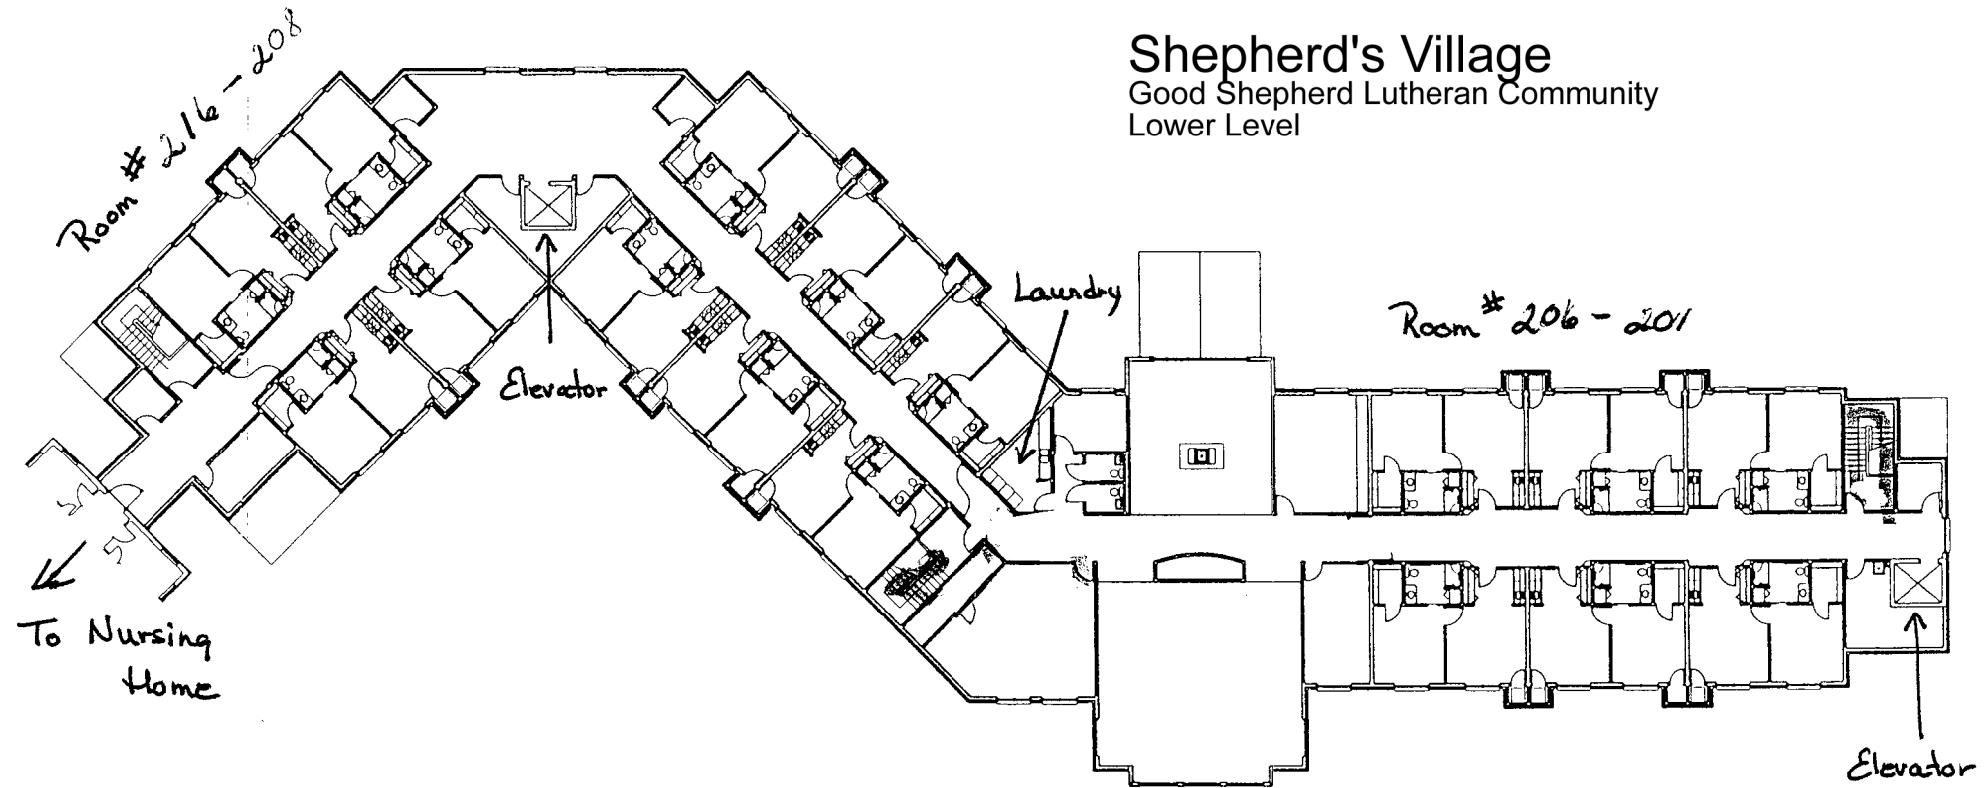 Shepherd's Village
Good Shepherd Lutheran Community
Lower Level
Room # 216 - 208
Laundry
Room # 206 - 201
Elevator
To Nursing
Home
Elevator